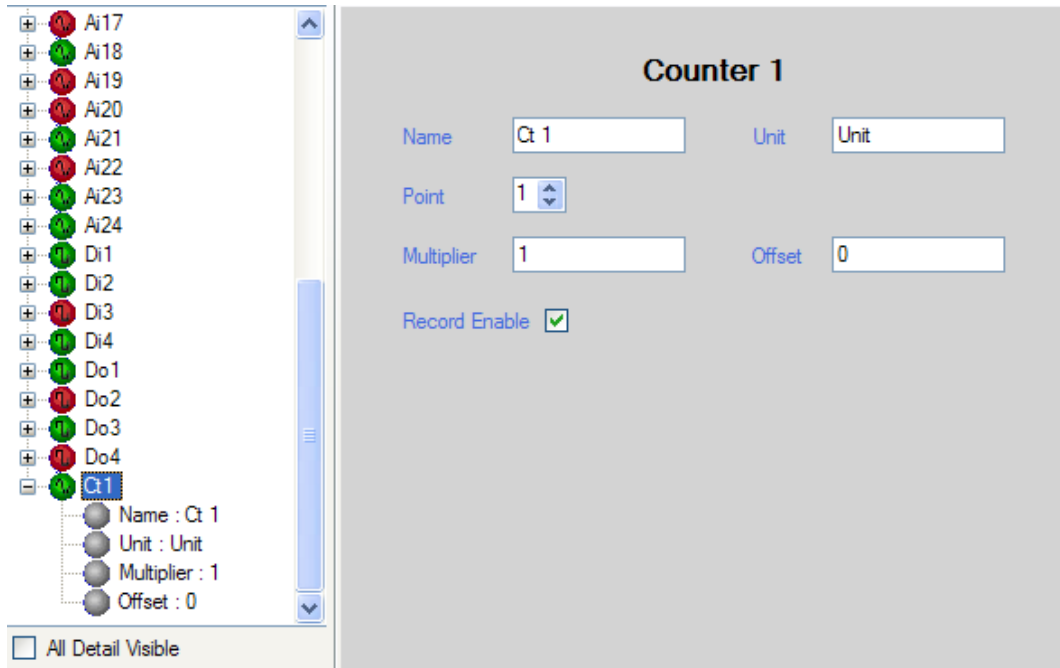 Ai17
Ai18
Ai19
Ai20
Ai21
Ai22
Ai23
Ai24
Di1
Di2
Di3
Di4
Do1
Do2
Do3
Do4
Ct1
Name : Ct 1
Unit : Unit
Multiplier : 1
Offset : 0
All Detail Visible
Counter 1
Name Ct 1 Unit Unit
Point 1
Multiplier 1 Offset 0
Record Enable